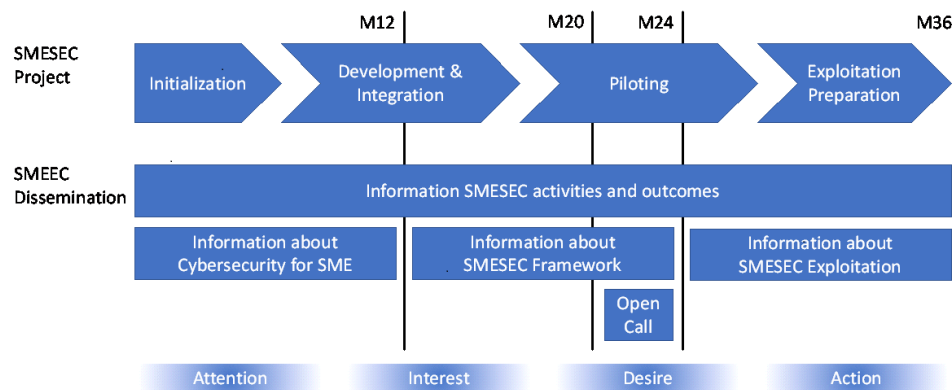 M12
M20
M24
M36
SMESEC
Project
Initialization
Development &
Integration
Piloting
Exploitation
Preparation
SMEEC
Dissemination
Information SMESEC activities and outcomes
Information about
Cybersecurity for SME
Information about
SMESEC Framework
Information about
SMESEC Exploitation
Open
Call
Attention
Interest
Desire
Action